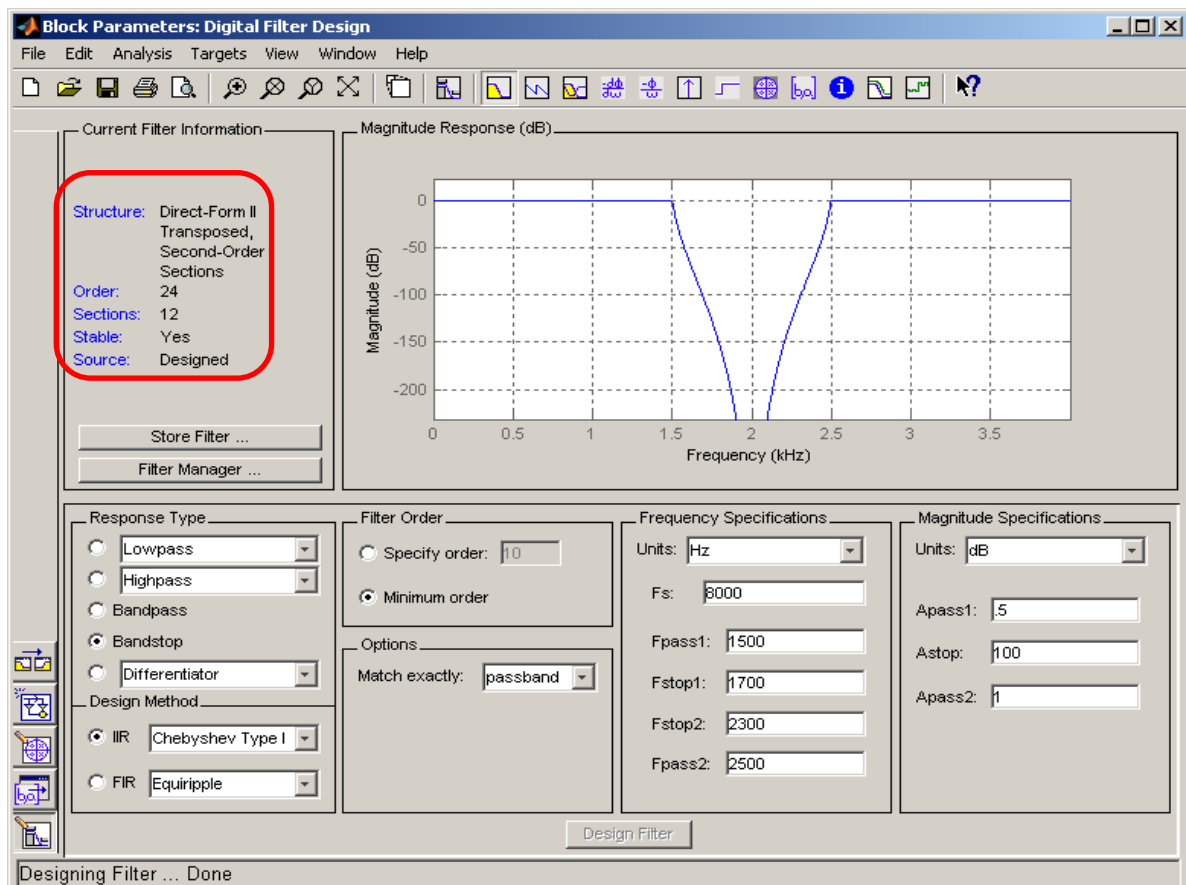 Block Parameters: Digital Filter Design
File Edit Analysis Targets View Window Help
Current Filter Information
Structure: Direct-Form II
Transposed,
Second-Order
Sections
Order: 24
Sections: 12
Stable: Yes
Source: Designed
Store Filter ...
Filter Manager ...
Magnitude Response (dB)
0
-50
-100
-150
-200
Magnitude (dB)
0 0.5 1 1.5 2 2.5 3 3.5
Frequency (kHz)
Response Type
Lowpass
Highpass
Bandpass
Bandstop
Differentiator
Design Method
IIR Chebyshev Type I
FIR Equiripple
Filter Order
Specify order: 10
Minimum order
Options
Match exactly: passband
Frequency Specifications
Units: Hz
Fs: 8000
Fpass1: 1500
Fstop1: 1700
Fstop2: 2300
Fpass2: 2500
Magnitude Specifications
Units: dB
Apass1: .5
Astop: 100
Apass2: 1
Design Filter
Designing Filter ... Done